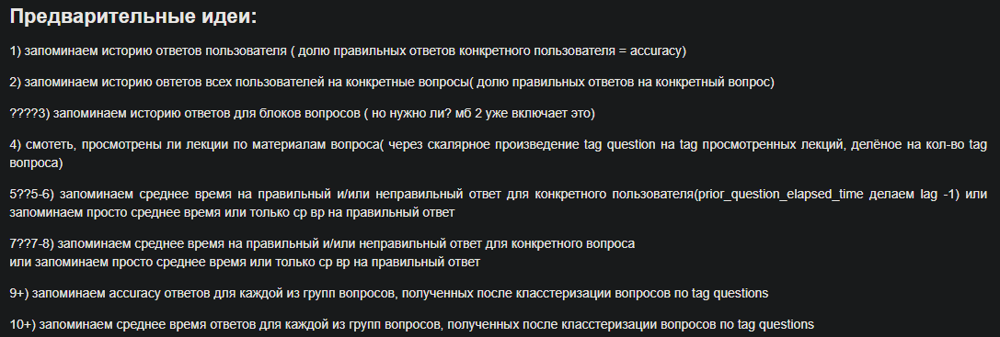 Предварительные идеи:
1) запоминаем историю ответов пользователя ( долю правильных ответов конкретного пользователя = accuracy)
2) запоминаем историю овтетов всех пользователей на конкретные вопросы( долю правильных ответов на конкретный вопрос)
????3) запоминаем историю ответов для блоков вопросов ( но нужно ли? мб 2 уже включает это)
4) смотеть, просмотрены ли лекции по материалам вопроса( через скалярное произведение tag question на tag просмотренных лекций, делёное на кол-во tag
вопроса)
5??5-6) запоминаем среднее время на правильный и/или неправильный ответ для конкретного пользователя(prior_question_elapsed_time делаем lag -1) или
запоминаем просто среднее время или только ср вр на правильный ответ
7??7-8) запоминаем среднее время на правильный и/или неправильный ответ для конкретного вопроса
или запоминаем просто среднее время или только ср вр на правильный ответ
9+) запоминаем accuracy ответов для каждой из групп вопросов, полученных после класстеризации вопросов по tag questions
10+) запоминаем среднее время ответов для каждой из групп вопросов, полученных после класстеризации вопросов по tag questions